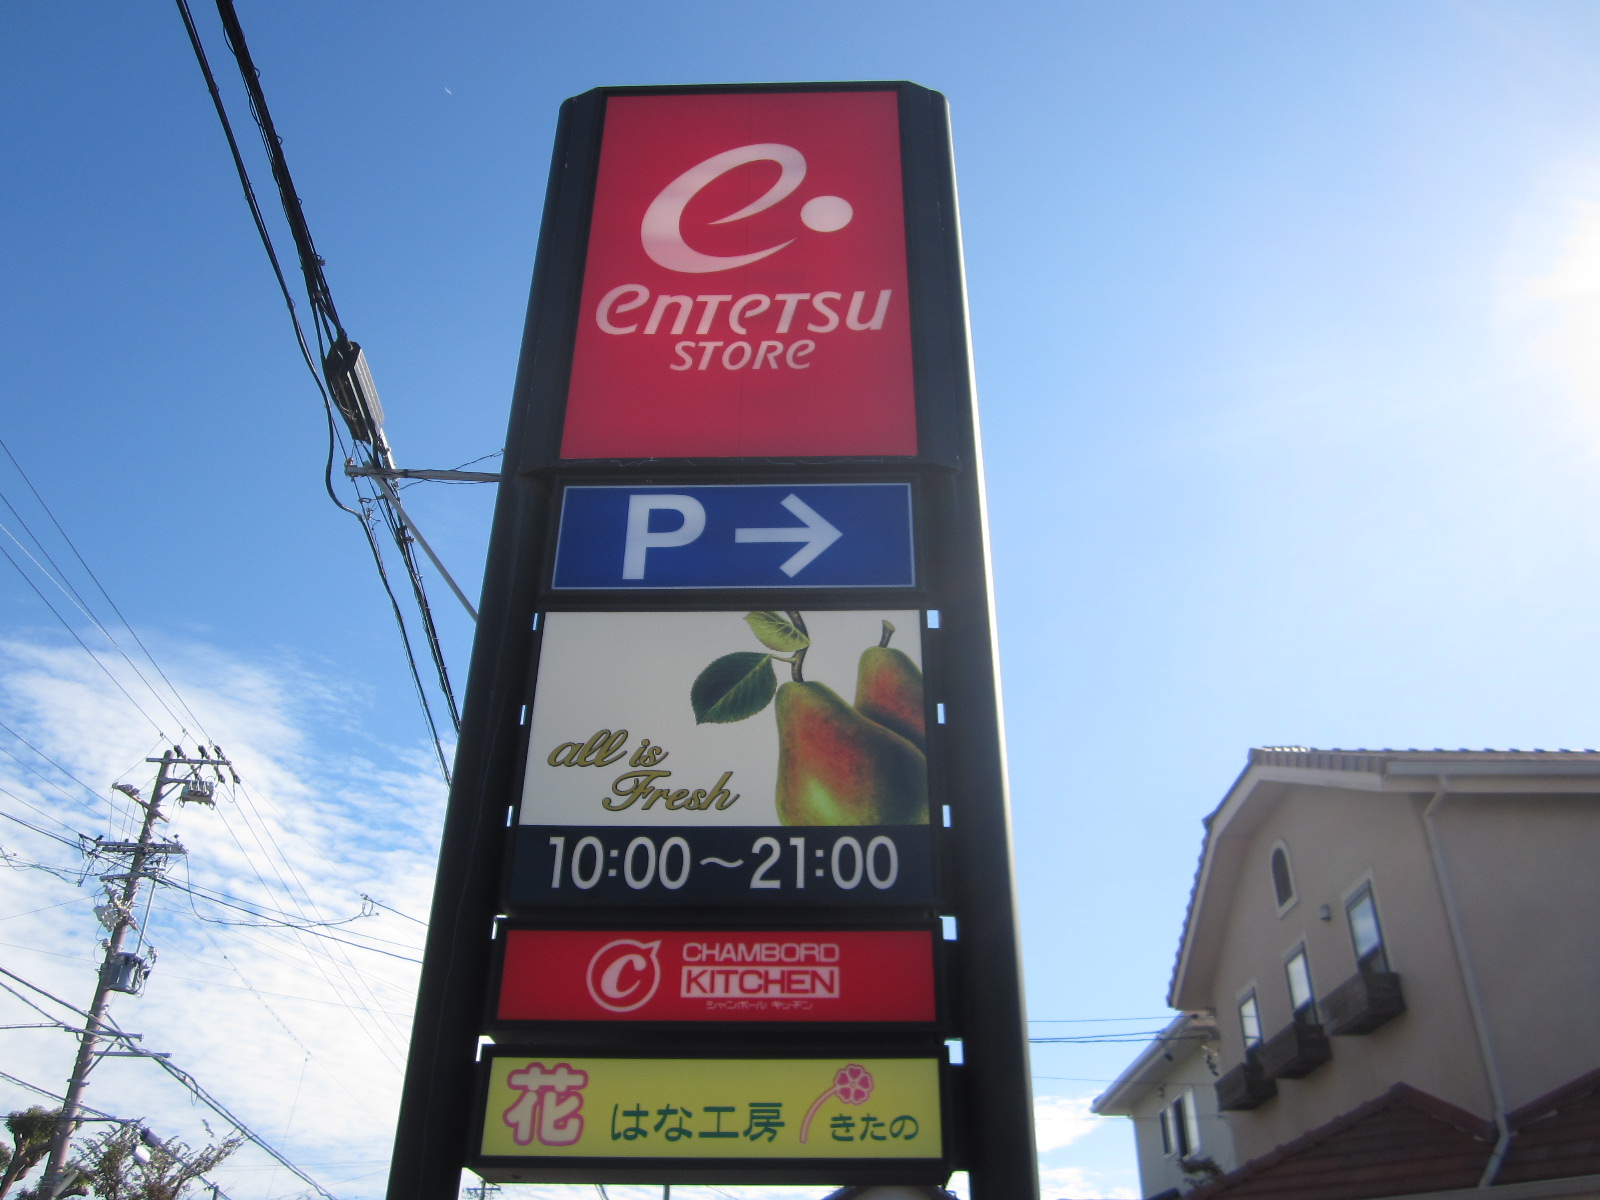 e.
entetsu
STORE
P→
all is
Fresh
10:00～21:00
C CHAMBORD
KITCHEN
シャンボール キッチン
花 はな工房 きたの